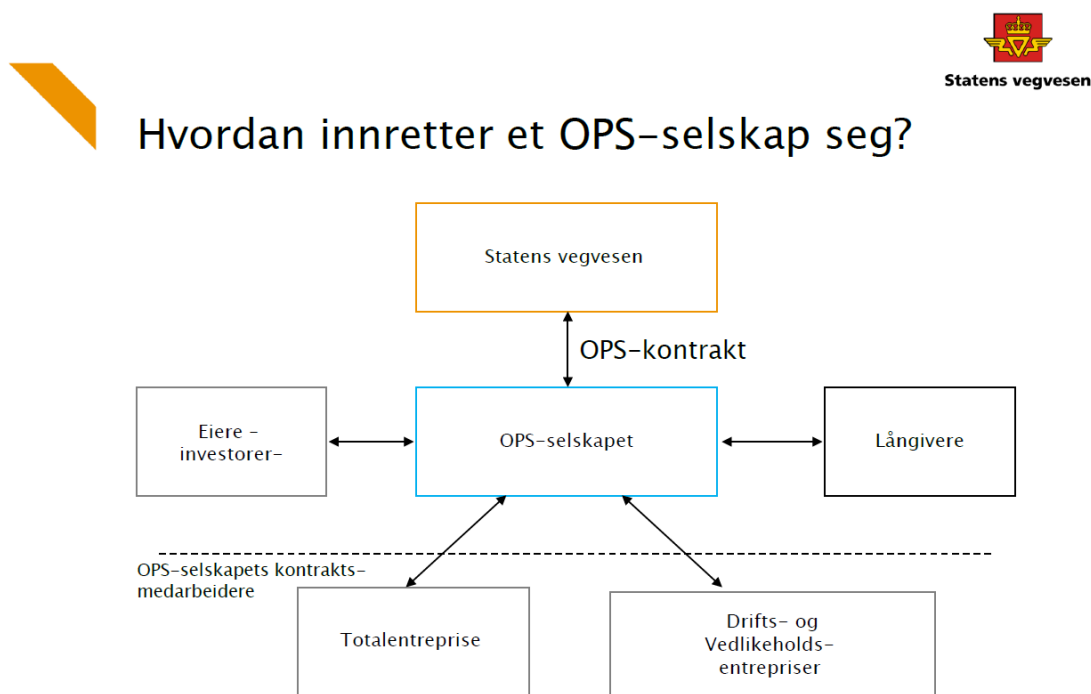 Statens vegvesen
Hvordan innretter et OPS-selskap seg?
Statens vegvesen
OPS-kontrakt
Eiere -
investorer-
OPS-selskapet
Långivere
OPS-selskapets kontrakts-
medarbeidere
Totalentreprise
Drifts- og
Vedlikeholds-
entrepriser